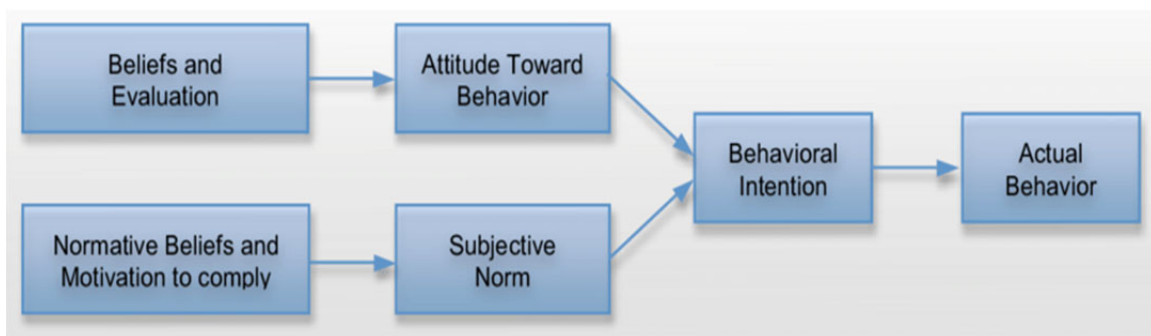 Beliefs and
Evaluation
Attitude Toward
Behavior
Normative Beliefs and
Motivation to comply
Subjective
Norm
Behavioral
Intention
Actual
Behavior